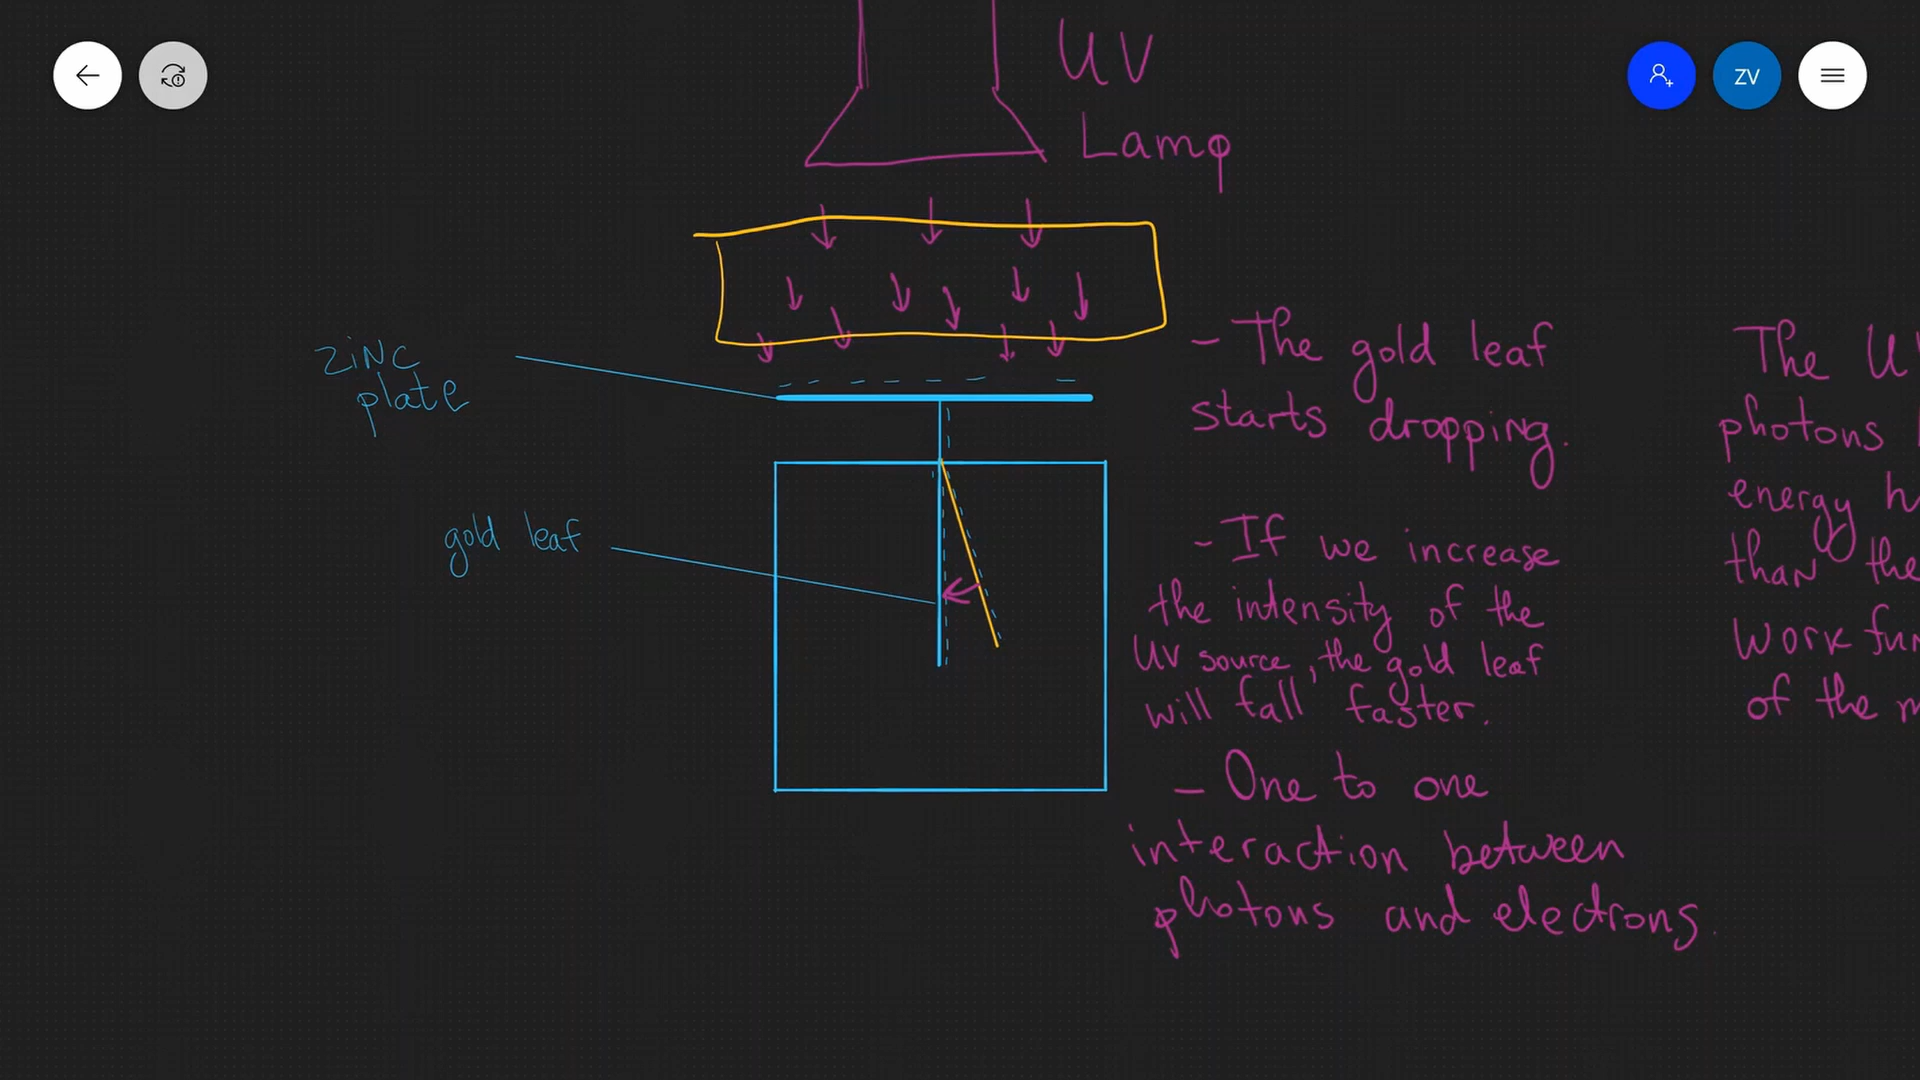 UV
Lamp
ZV
zinc
plate
gold leaf
- The gold leaf
starts dropping.
- If we increase
the intensity of the
UV source, the gold leaf
will fall faster.
- One to one
interaction between
photons and electrons.
The U
photons
energy h
than the
work fun
of the m